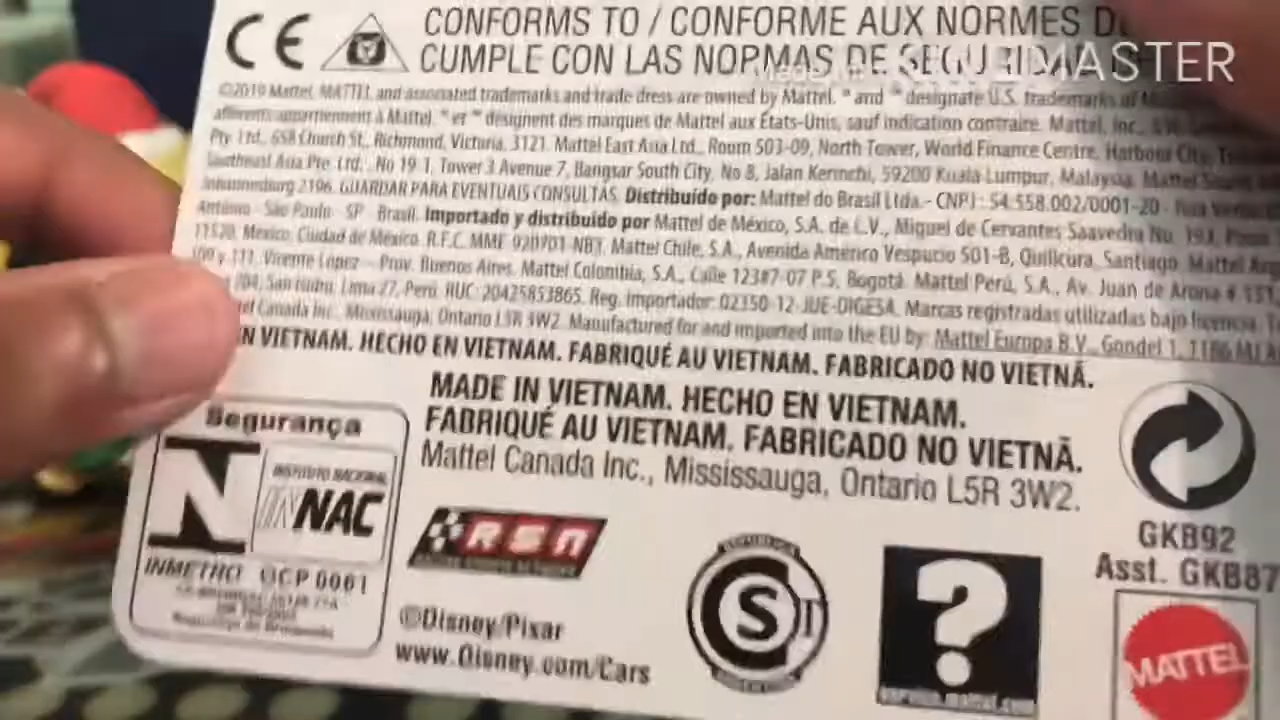 CE CONFORMS TO / CONFORME AUX NORMES
CUMPLE CON LAS NORMAS DE SEGURIDAD
MASTER
©2019 Mattel. MATTEL and associated trademarks and trade dress are owned by Mattel. ® and ™ designate U.S. trademarks of
afférents appartiennent à Mattel. ® et ™ désignent des marques de Mattel aux États-Unis, sauf indication contraire. Mattel, Inc.,
Pty. Ltd., 658 Church St., Richmond, Victoria, 3121. Mattel East Asia Ltd., Room 503-09, North Tower, World Finance Centre, Harbour City,
Southeast Asia Pte. Ltd., No 19-1, Tower 3 Avenue 7, Bangsar South City, No 8, Jalan Kerinchi, 59200 Kuala Lumpur, Malaysia. Mattel
Johannesburg 2196. GUARDAR PARA EVENTUAIS CONSULTAS. Distribuído por: Mattel do Brasil Ltda.- CNPJ : 54.558.002/0001-20 - Rua
Antônio - São Paulo - SP - Brasil. Importado y distribuido por Mattel de México, S.A. de C.V., Miguel de Cervantes Saavedra No. 193,
11520, México, Ciudad de México. R.F.C. MME-920701-NB3. Mattel Chile, S.A., Avenida Américo Vespucio 501-B, Quilicura, Santiago. Mattel
y 111, Vicente López - Prov. Buenos Aires. Mattel Colombia, S.A., Calle 123#7-07 P.5, Bogotá. Mattel Perú, S.A., Av. Juan de Arona # 151,
704, San Isidro, Lima 27, Perú. RUC: 20425853865. Reg. Importador: 02350-12-JUE-DIGESA. Marcas registradas utilizadas bajo licencia.
Canada Inc., Mississauga, Ontario L5R 3W2. Manufactured for and imported into the EU by: Mattel Europa B.V., Gondel 1, 1186 MJ
N VIETNAM. HECHO EN VIETNAM. FABRIQUÉ AU VIETNAM. FABRICADO NO VIETNÃ.
MADE IN VIETNAM. HECHO EN VIETNAM.
FABRIQUÉ AU VIETNAM. FABRICADO NO VIETNÃ.
Mattel Canada Inc., Mississauga, Ontario L5R 3W2.
Segurança
N
INSTITUTO NACIONAL
INNAC
INMETRO OCP 0061
RSN
©Disney/Pixar
www.Disney.com/Cars
S
?
GKB92
Asst. GKB87
MATTEL